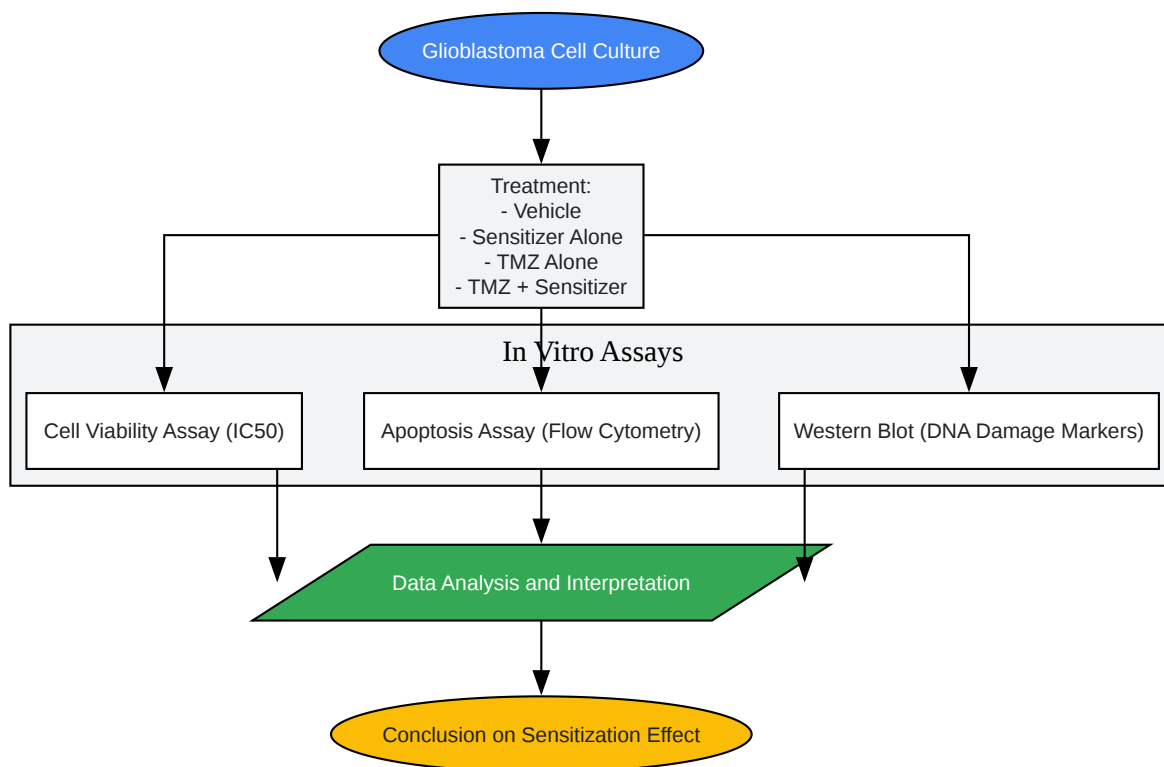 Glioblastoma Cell Culture
Treatment:
- Vehicle
- Sensitizer Alone
- TMZ Alone
- TMZ + Sensitizer
In Vitro Assays
Cell Viability Assay (IC50)
Apoptosis Assay (Flow Cytometry)
Western Blot (DNA Damage Markers)
Data Analysis and Interpretation
Conclusion on Sensitization Effect